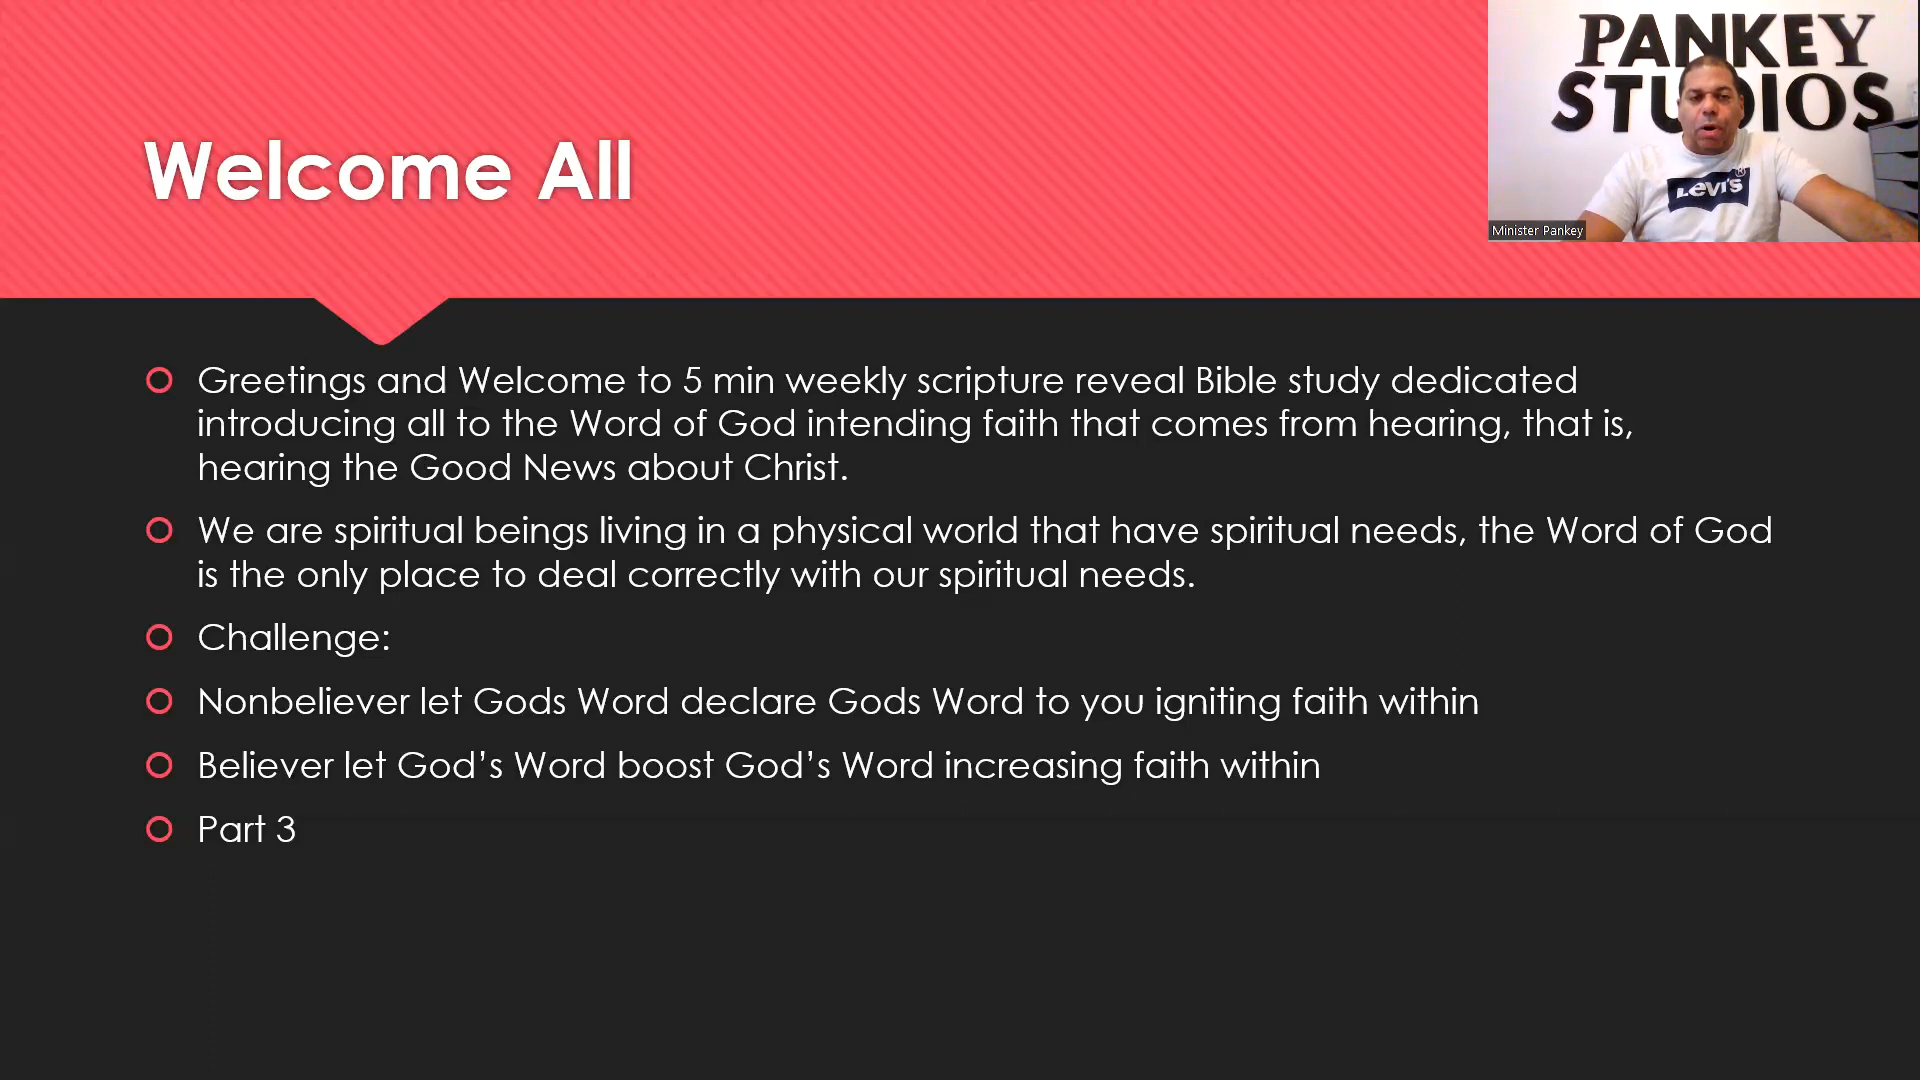 PANKEY
STUDIOS
Levi's
®
Minister Pankey
Welcome All
Greetings and Welcome to 5 min weekly scripture reveal Bible study dedicated
introducing all to the Word of God intending faith that comes from hearing, that is,
hearing the Good News about Christ.
We are spiritual beings living in a physical world that have spiritual needs, the Word of God
is the only place to deal correctly with our spiritual needs.
Challenge:
Nonbeliever let Gods Word declare Gods Word to you igniting faith within
Believer let God’s Word boost God’s Word increasing faith within
Part 3